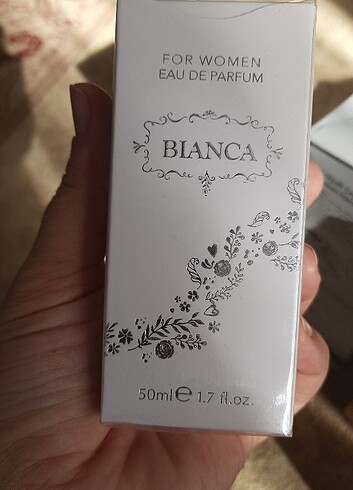 FOR WOMEN
EAU DE PARFUM
BIANCA
50ml e 1.7 fl.oz.